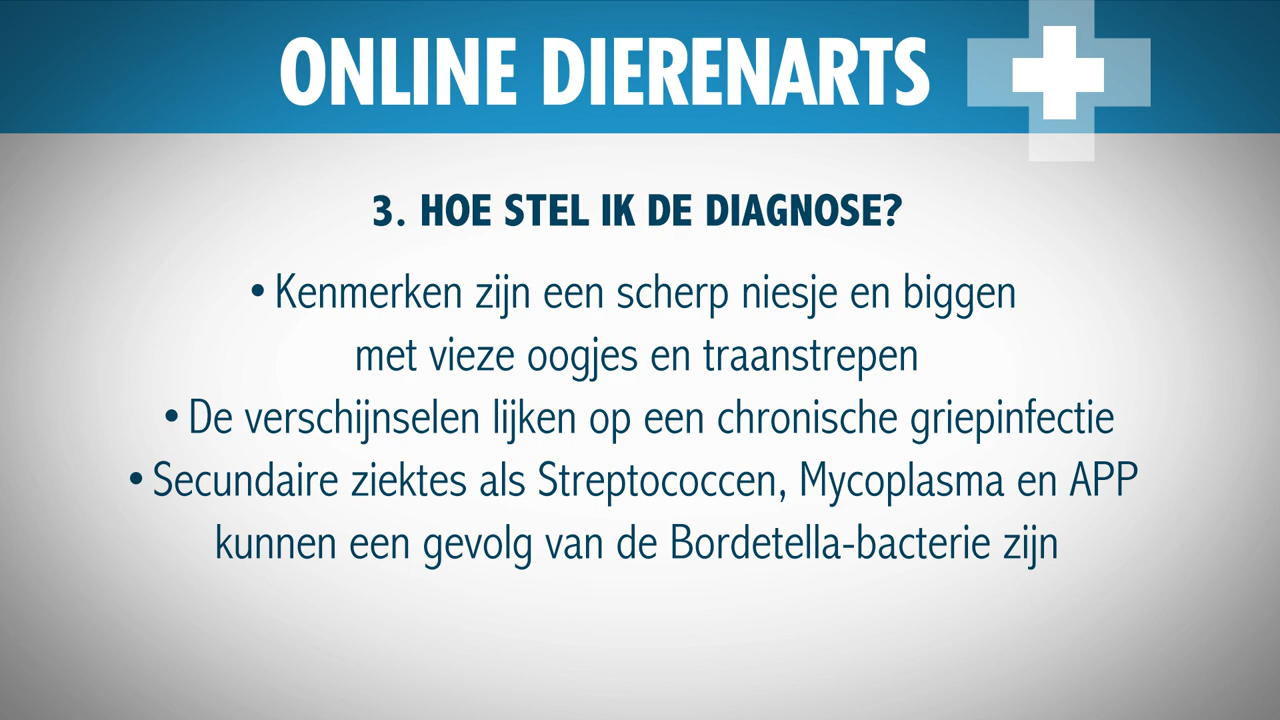 ONLINE DIERENARTS
3. HOE STEL IK DE DIAGNOSE?
• Kenmerken zijn een scherp niesje en biggen
met vieze oogjes en traanstrepen
• De verschijnselen lijken op een chronische griepinfectie
• Secundaire ziektes als Streptococcen, Mycoplasma en APP
kunnen een gevolg van de Bordetella-bacterie zijn